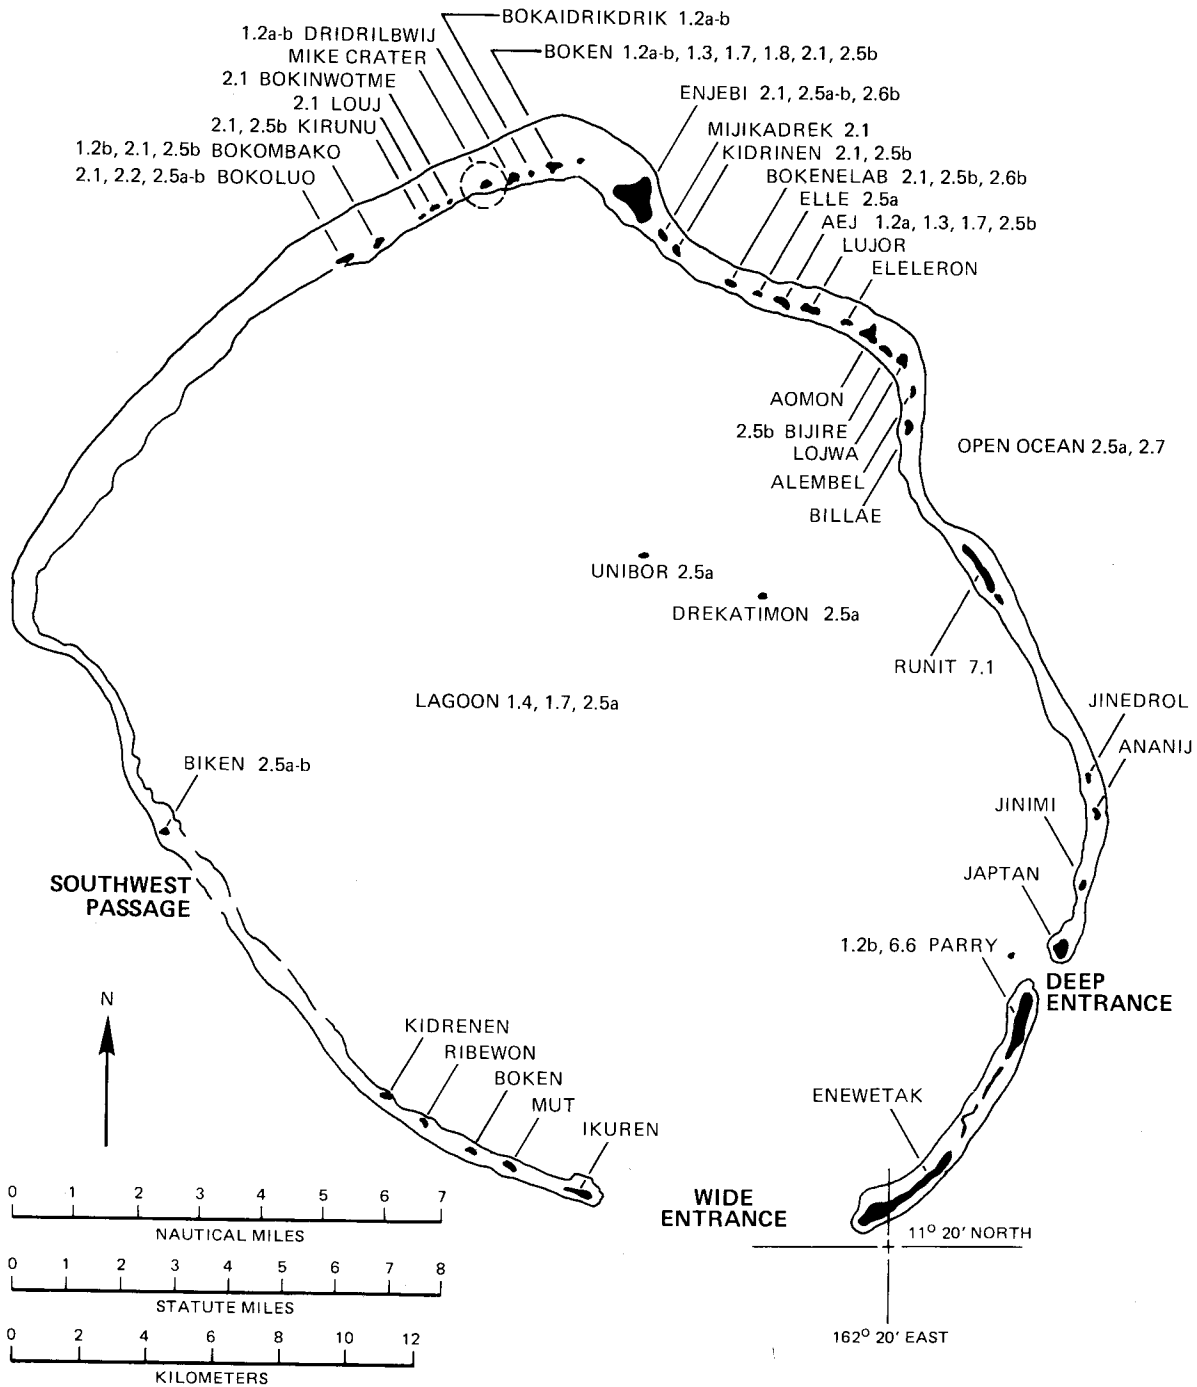 BOKAIDRIKDRIK 1.2a-b
1.2a-b DRIDRILBWIJ
BOKEN 1.2a-b, 1.3, 1.7, 1.8, 2.1, 2.5b
MIKE CRATER
2.1 BOKINWOTME
ENJEBI 2.1, 2.5a-b, 2.6b
2.1 LOUJ
2.1, 2.5b KIRUNU
MIJIKADREK 2.1
1.2b, 2.1, 2.5b BOKOMBAKO
KIDRINEN 2.1, 2.5b
2.1, 2.2, 2.5a-b BOKOLUO
BOKENELAB 2.1, 2.5b, 2.6b
ELLE 2.5a
AEJ 1.2a, 1.3, 1.7, 2.5b
LUJOR
ELELERON
AOMON
2.5b BIJIRE
LOJWA
OPEN OCEAN 2.5a, 2.7
ALEMBEL
BILLAE
UNIBOR 2.5a
DREKATIMON 2.5a
RUNIT 7.1
LAGOON 1.4, 1.7, 2.5a
JINEDROL
ANANIJ
BIKEN 2.5a-b
JINIMI
JAPTAN
SOUTHWEST
PASSAGE
1.2b, 6.6 PARRY
DEEP
ENTRANCE
N
KIDRENEN
RIBEWON
BOKEN
MUT
ENEWETAK
IKUREN
WIDE
ENTRANCE
0 1 2 3 4 5 6 7
NAUTICAL MILES
11° 20' NORTH
0 1 2 3 4 5 6 7 8
STATUTE MILES
162° 20' EAST
0 2 4 6 8 10 12
KILOMETERS